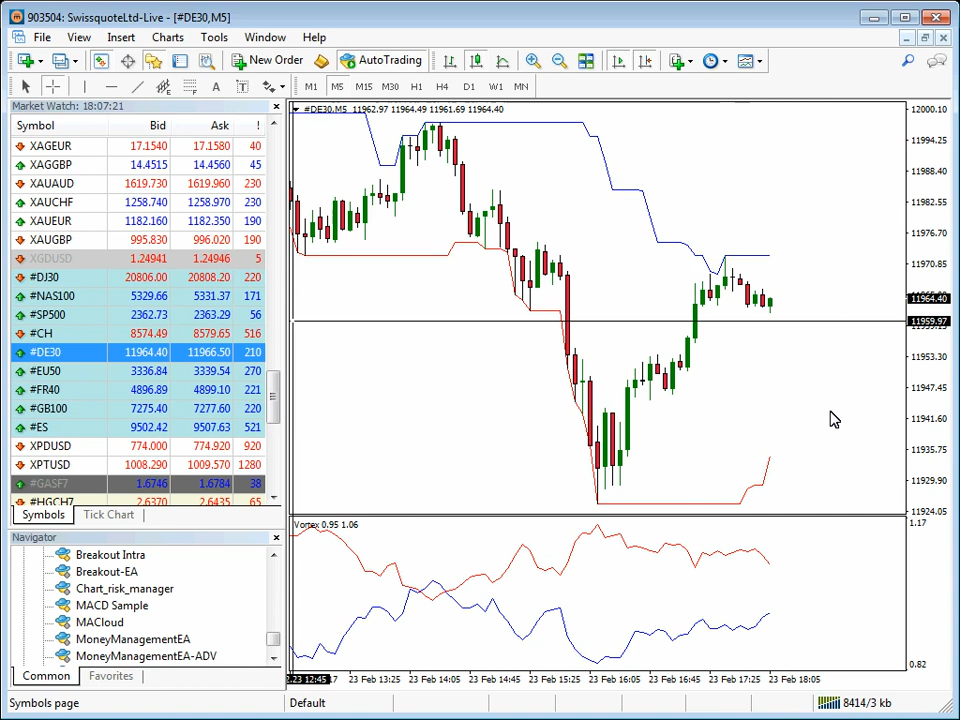 903504: SwissquoteLtd-Live - [#DE30,M5]
File View Insert Charts Tools Window Help
New Order AutoTrading
A T M1 M5 M15 M30 H1 H4 D1 W1 MN
Market Watch: 18:07:21
Symbol Bid Ask !
XAGEUR 17.1540 17.1580 40
XAGGBP 14.4515 14.4560 45
XAUAUD 1619.730 1619.960 230
XAUCHF 1258.740 1258.970 230
XAUEUR 1182.160 1182.350 190
XAUGBP 995.830 996.020 190
XGDUSD 1.24941 1.24946 5
#DJ30 20806.00 20808.20 220
#NAS100 5329.66 5331.37 171
#SP500 2362.73 2363.29 56
#CH 8574.49 8579.65 516
#DE30 11964.40 11966.50 210
#EU50 3336.84 3339.54 270
#FR40 4896.89 4899.10 221
#GB100 7275.40 7277.60 220
#ES 9502.42 9507.63 521
XPDUSD 774.000 774.920 920
XPTUSD 1008.290 1009.570 1280
#GASF7 1.6746 1.6784 38
#HGCH7 2.6370 2.6435 65
Symbols Tick Chart
Navigator
Breakout Intra
Breakout-EA
Chart_risk_manager
MACD Sample
MACloud
MoneyManagementEA
MoneyManagementEA-ADV
Common Favorites
#DE30,M5 11962.97 11964.49 11961.69 11964.40
12000.10
11994.25
11988.40
11982.55
11976.70
11970.85
11964.40
11959.97
11953.30
11947.45
11941.60
11935.75
11929.90
11924.05
Vortex 0.95 1.06
1.17
0.82
23 12:45 23 Feb 13:25 23 Feb 14:05 23 Feb 14:45 23 Feb 15:25 23 Feb 16:05 23 Feb 16:45 23 Feb 17:25 23 Feb 18:05
Symbols page Default 8414/3 kb